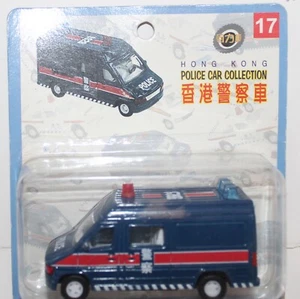 17
POLICE
HONG KONG
POLICE CAR COLLECTION
香港警察車
警察